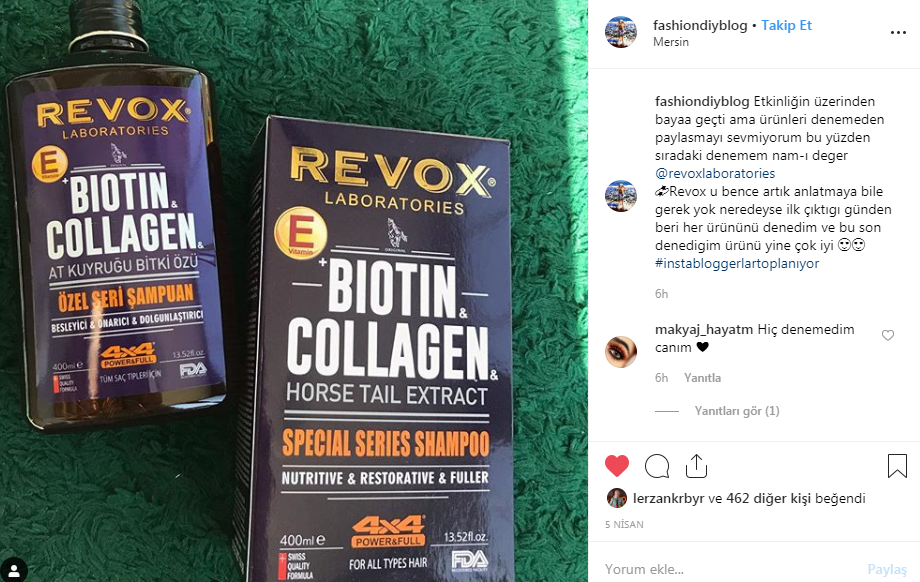 REVOX®
LABORATORIES
E
Vitamin
+
BIOTIN &
COLLAGEN &
AT KUYRUĞU BİTKİ ÖZÜ
ÖZEL SERİ ŞAMPUAN
BESLEYİCİ & ONARICI & DOLGUNLAŞTIRICI
400ml e
4x4
POWER&FULL
13.52fl.oz.
SWISS
QUALITY
FORMULA
TÜM SAÇ TİPLERİ İÇİN
FDA
REVOX®
LABORATORIES
E
Vitamin
ORIGINAL
+
BIOTIN &
COLLAGEN &
HORSE TAIL EXTRACT
SPECIAL SERIES SHAMPOO
NUTRITIVE & RESTORATIVE & FULLER
400ml e
4x4
POWER&FULL
13.52fl.oz.
SWISS
QUALITY
FORMULA
FOR ALL TYPES HAIR
FDA
fashiondiyblog • Takip Et
Mersin
fashiondiyblog Etkinliğin üzerinden
bayaa geçti ama ürünleri denemeden
paylasmayı sevmiyorum bu yüzden
sıradaki denemem nam-ı deger
@revoxlaboratories
Revox u bence artık anlatmaya bile
gerek yok neredeyse ilk çıktıgı günden
beri her ürününü denedim ve bu son
denedigim ürünü yine çok iyi
#instabloggerlartoplanıyor
6h
makyaj_hayatm Hiç denemedim
canım 🖤
6h Yanıtla
Yanıtları gör (1)
lerzankrbyr ve 462 diğer kişi beğendi
5 NİSAN
Yorum ekle... Paylaş